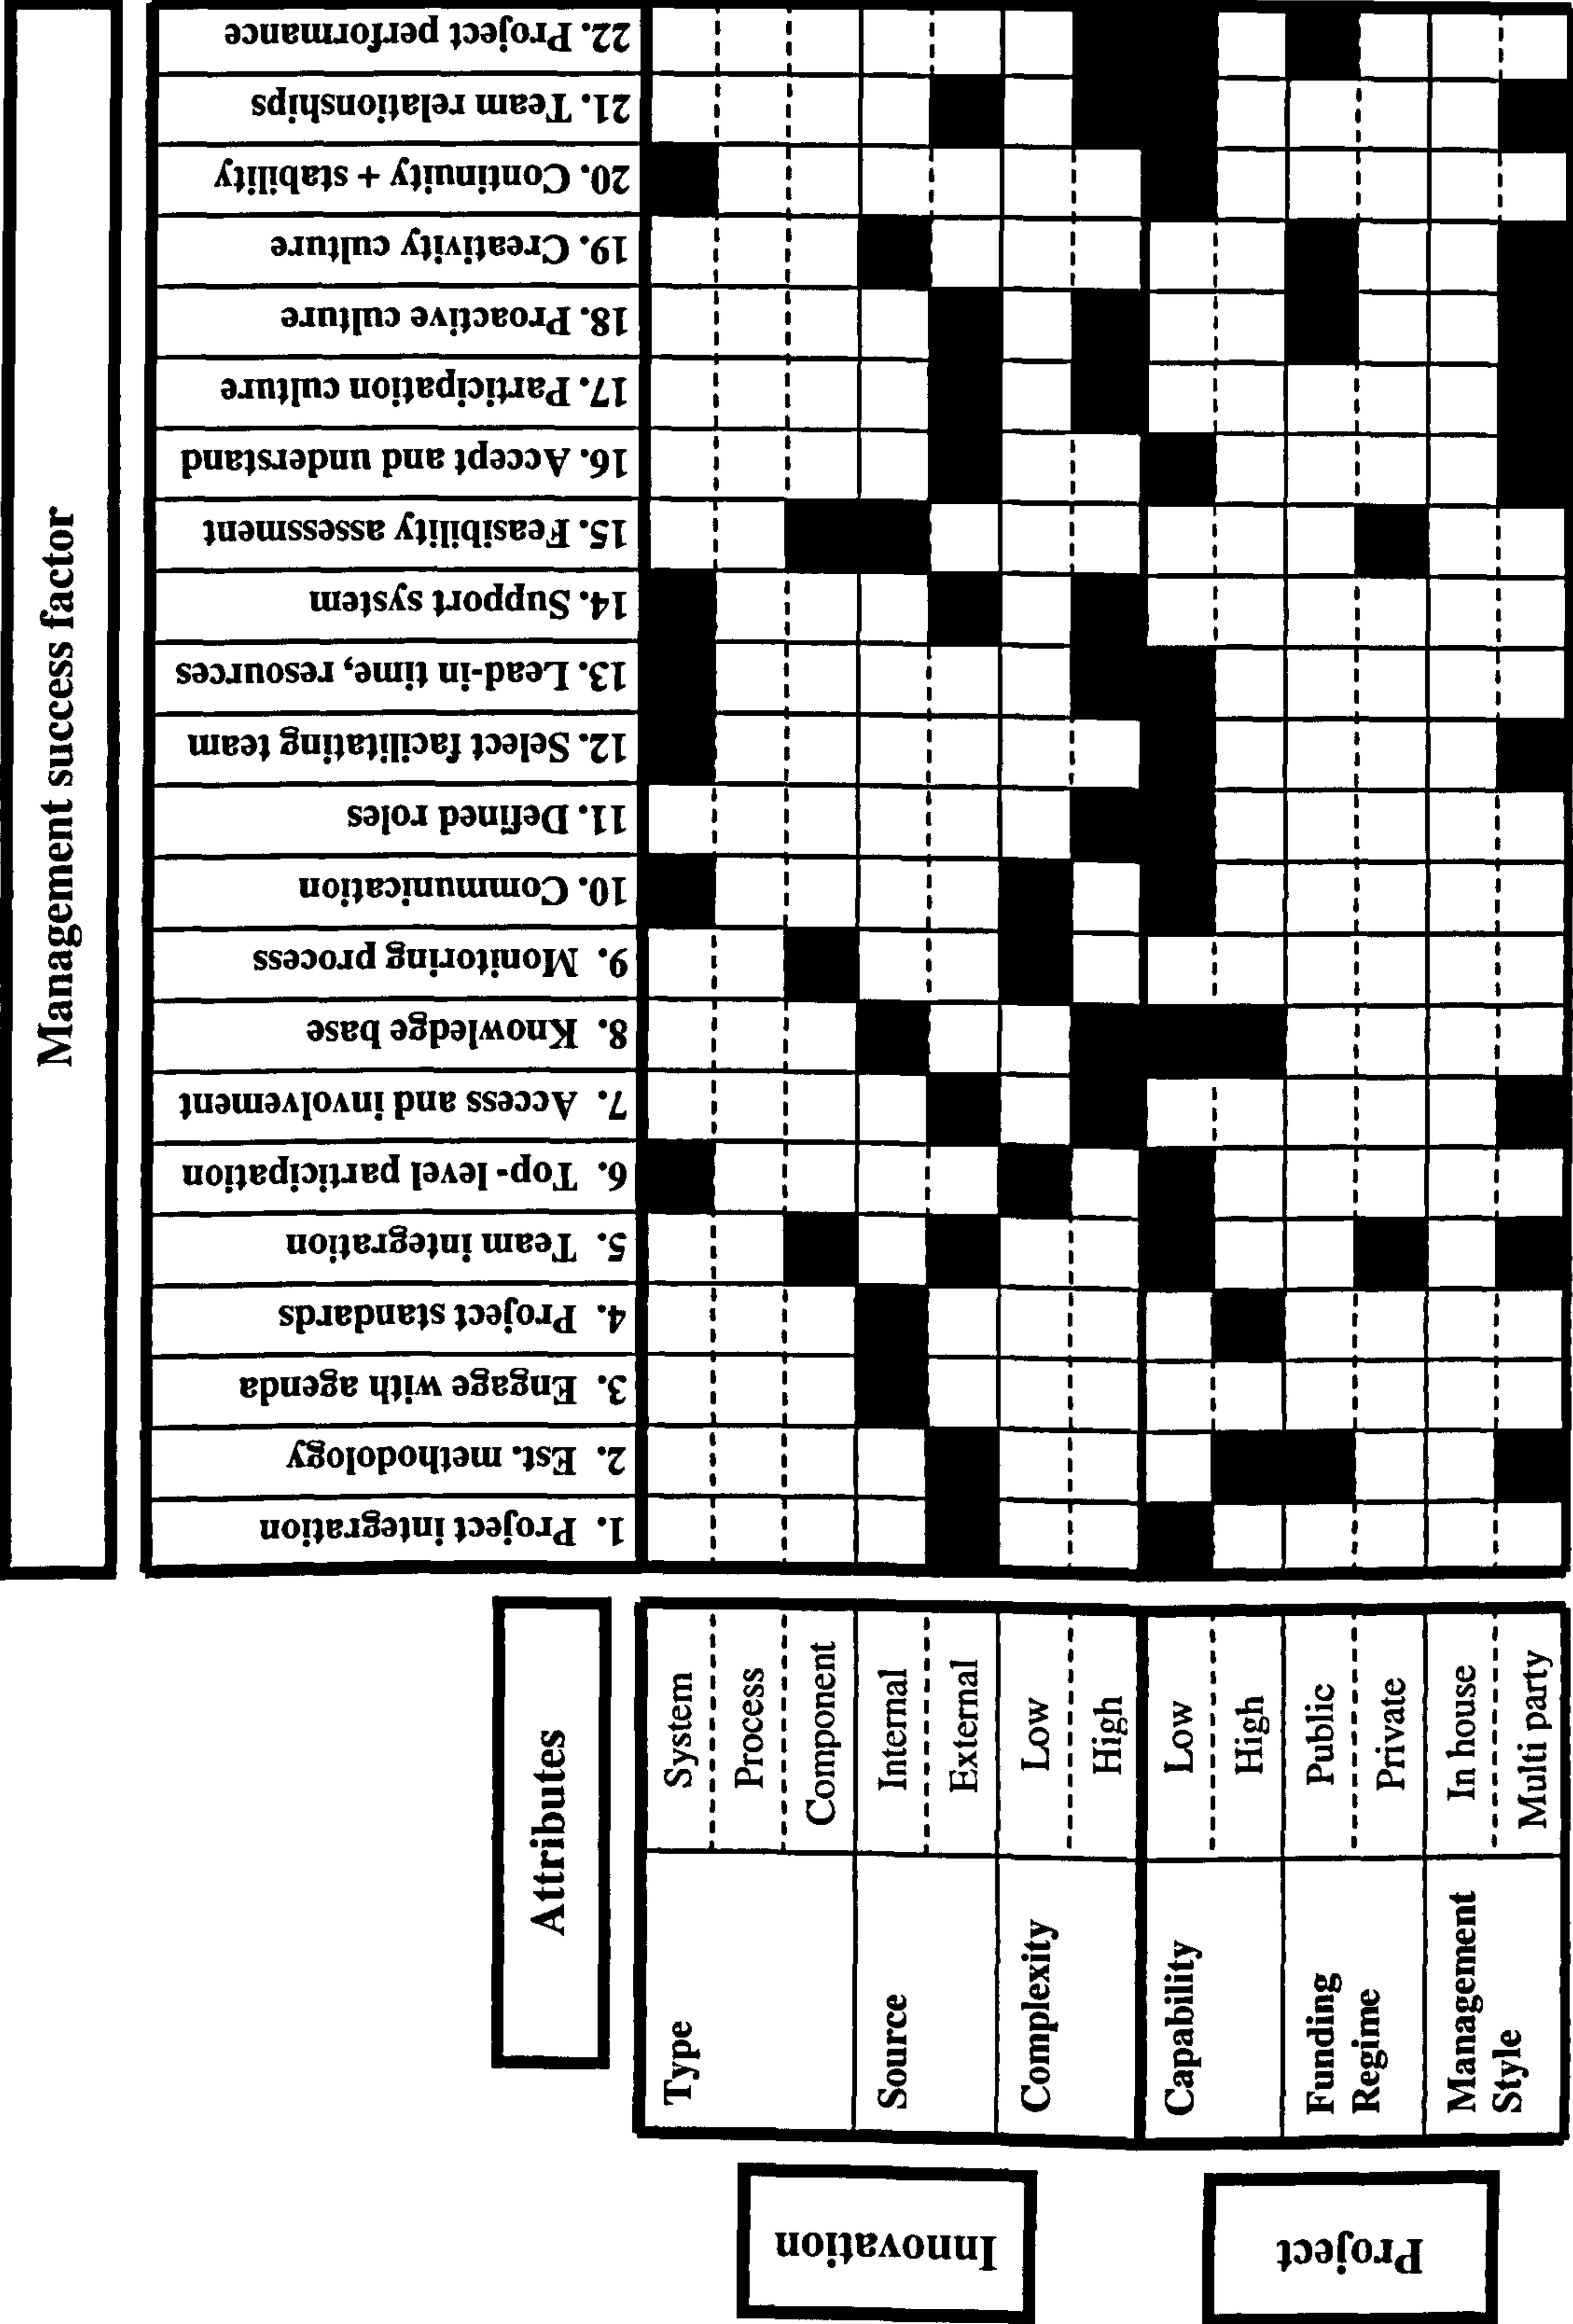 Management success factor
1. Project integration
2. Est. methodology
3. Engage with agenda
4. Project standards
5. Team integration
6. Top-level participation
7. Access and involvement
8. Knowledge base
9. Monitoring process
10. Communication
11. Defined roles
12. Select facilitating team
13. Lead-in time, resources
14. Support system
15. Feasibility assessment
16. Accept and understand
17. Participation culture
18. Proactive culture
19. Creativity culture
20. Continuity + stability
21. Team relationships
22. Project performance
Attributes
Innovation
Type
System
Process
Component
Source
Internal
External
Complexity
Low
High
Project
Capability
Low
High
Funding
Regime
Public
Private
Management
Style
In house
Multi party